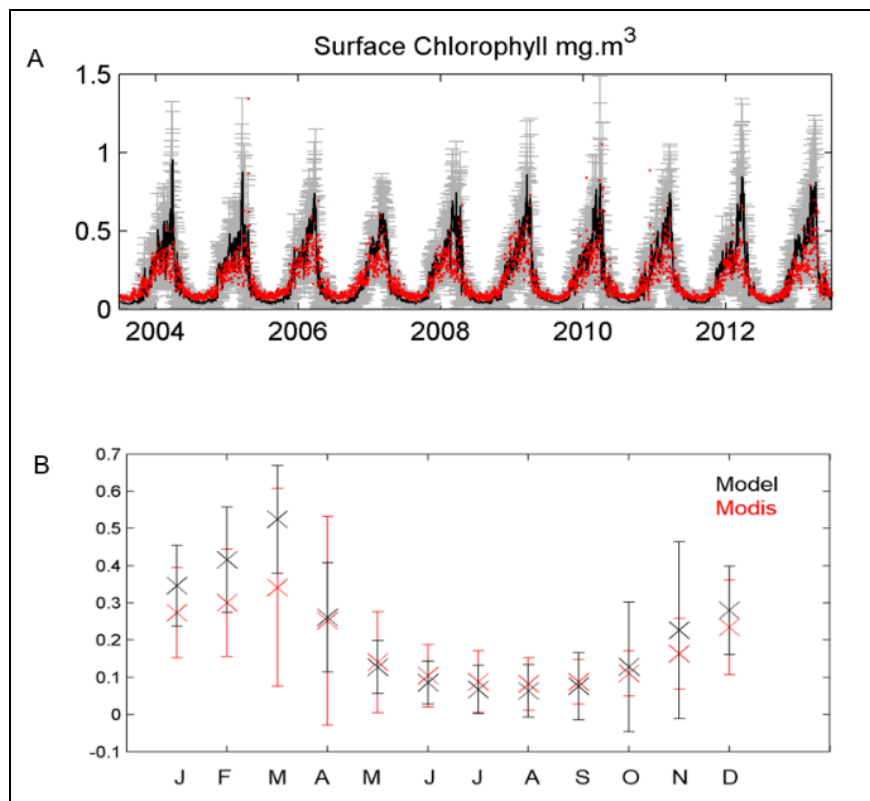 A
Surface Chlorophyll mg.m³
1.5
1
0.5
0
2004 2006 2008 2010 2012
B
0.7
0.6
0.5
0.4
0.3
0.2
0.1
0
-0.1
Model
Modis
J F M A M J J A S O N D